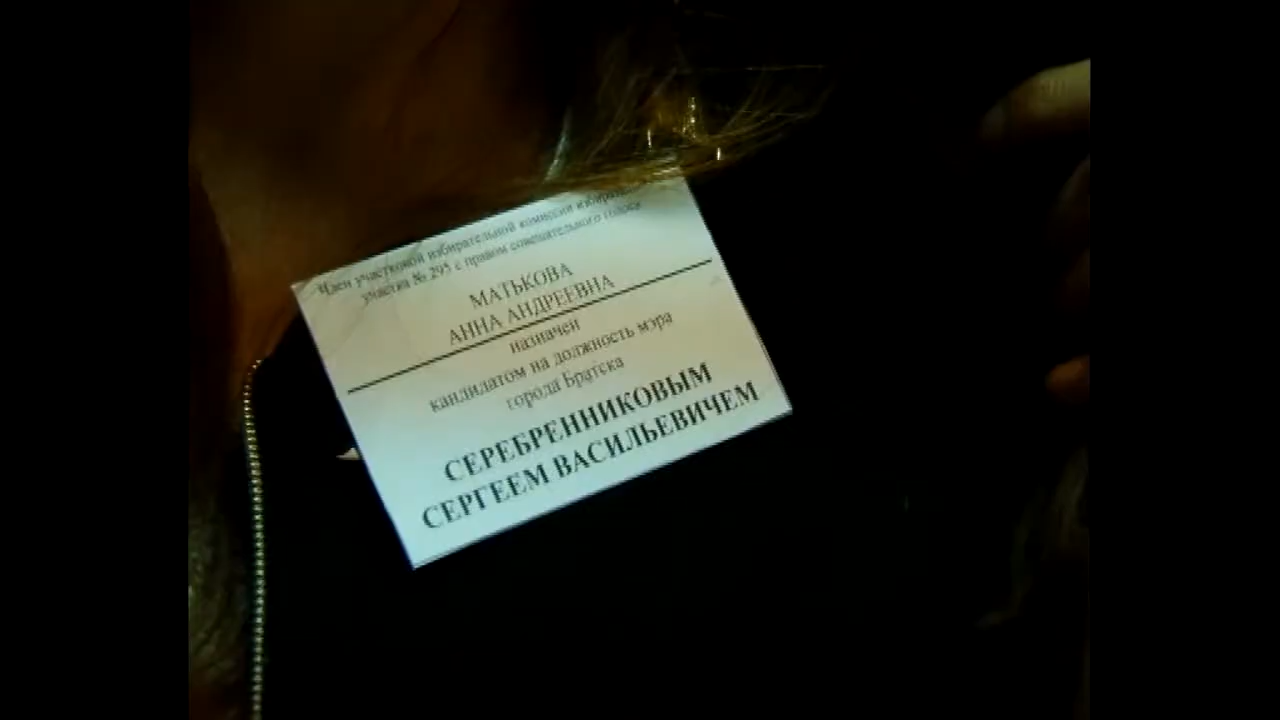 Член участковой избирательной комиссии
участка № 295 с правом совещательного голоса
МАТЬКОВА
АННА АНДРЕЕВНА
назначен
кандидатом на должность мэра
города Братска
СЕРЕБРЕННИКОВЫМ
СЕРГЕЕМ ВАСИЛЬЕВИЧЕМ